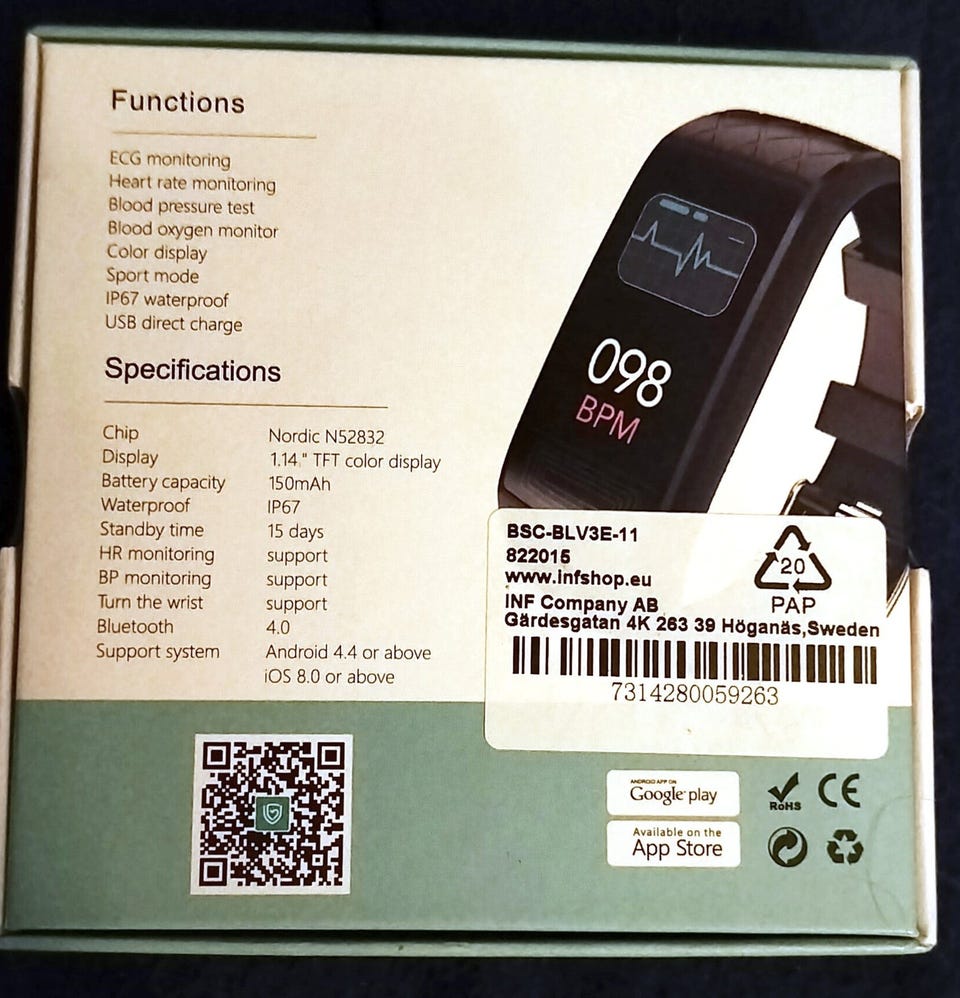 Functions
ECG monitoring
Heart rate monitoring
Blood pressure test
Blood oxygen monitor
Color display
Sport mode
IP67 waterproof
USB direct charge
Specifications
Chip Nordic N52832
Display 1.14" TFT color display
Battery capacity 150mAh
Waterproof IP67
Standby time 15 days
HR monitoring support
BP monitoring support
Turn the wrist support
Bluetooth 4.0
Support system Android 4.4 or above
iOS 8.0 or above
098
BPM
BSC-BLV3E-11
822015
www.infshop.eu
INF Company AB
Gärdesgatan 4K 263 39 Höganäs,Sweden
20
PAP
7314280059263
ANDROID APP ON
Google play
Available on the
App Store
RoHS
CE